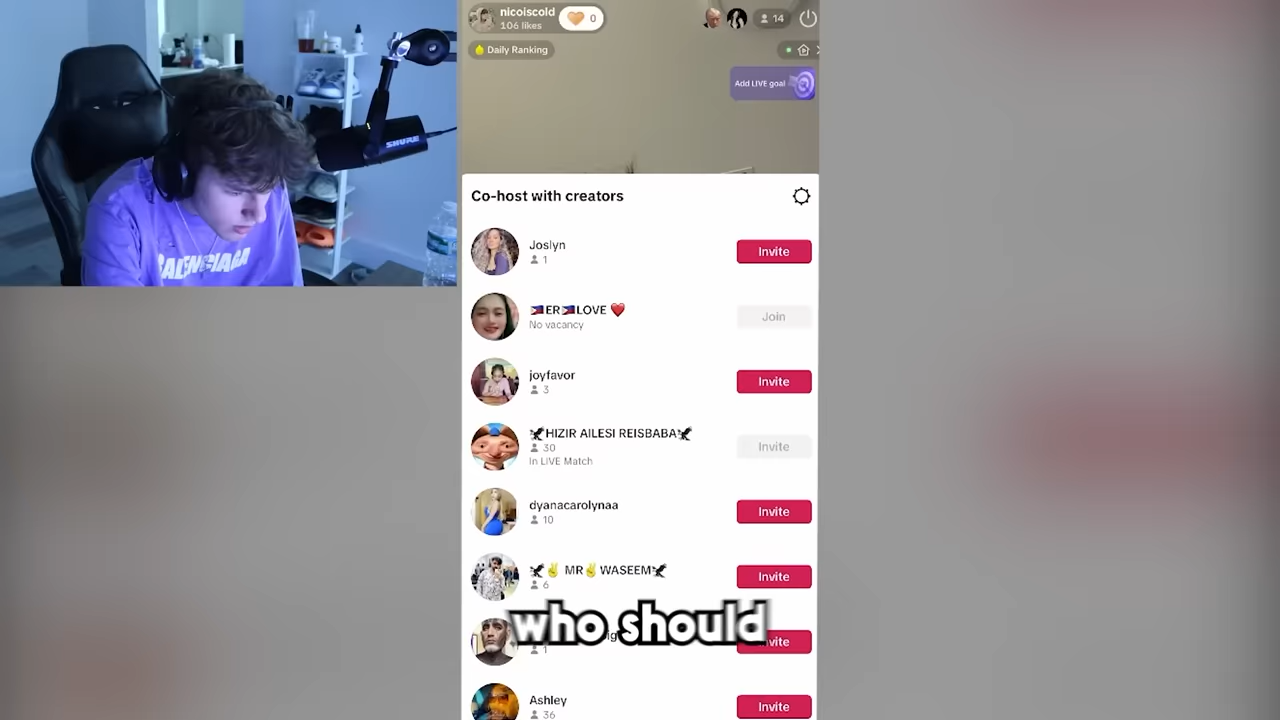 nicoiscold
106 likes
0
14
Daily Ranking
Add LIVE goal
SHURE
BALENCIAGA
Co-host with creators
Joslyn
1
Invite
🇵🇭ER🇵🇭LOVE ❤️
No vacancy
Join
joyfavor
3
Invite
🦅HIZIR AILESI REISBABA🦅
30
In LIVE Match
Invite
dyanacarolynaa
10
Invite
🦅✌️ MR✌️WASEEM🦅
6
Invite
who should
1
Invite
Ashley
36
Invite